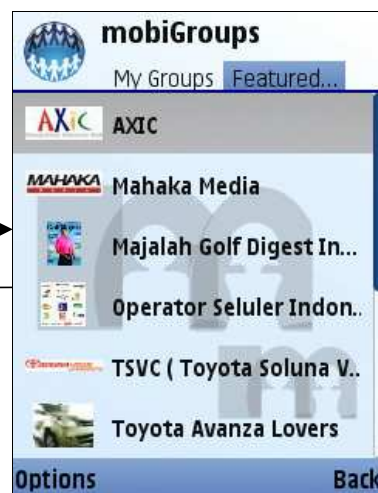 mobiGroups
My Groups Featured...
AXIC AXIC
MAHAKA Mahaka Media
Majalah Golf Digest In...
Operator Seluler Indon..
TSVC ( Toyota Soluna V..
Toyota Avanza Lovers
Options Back